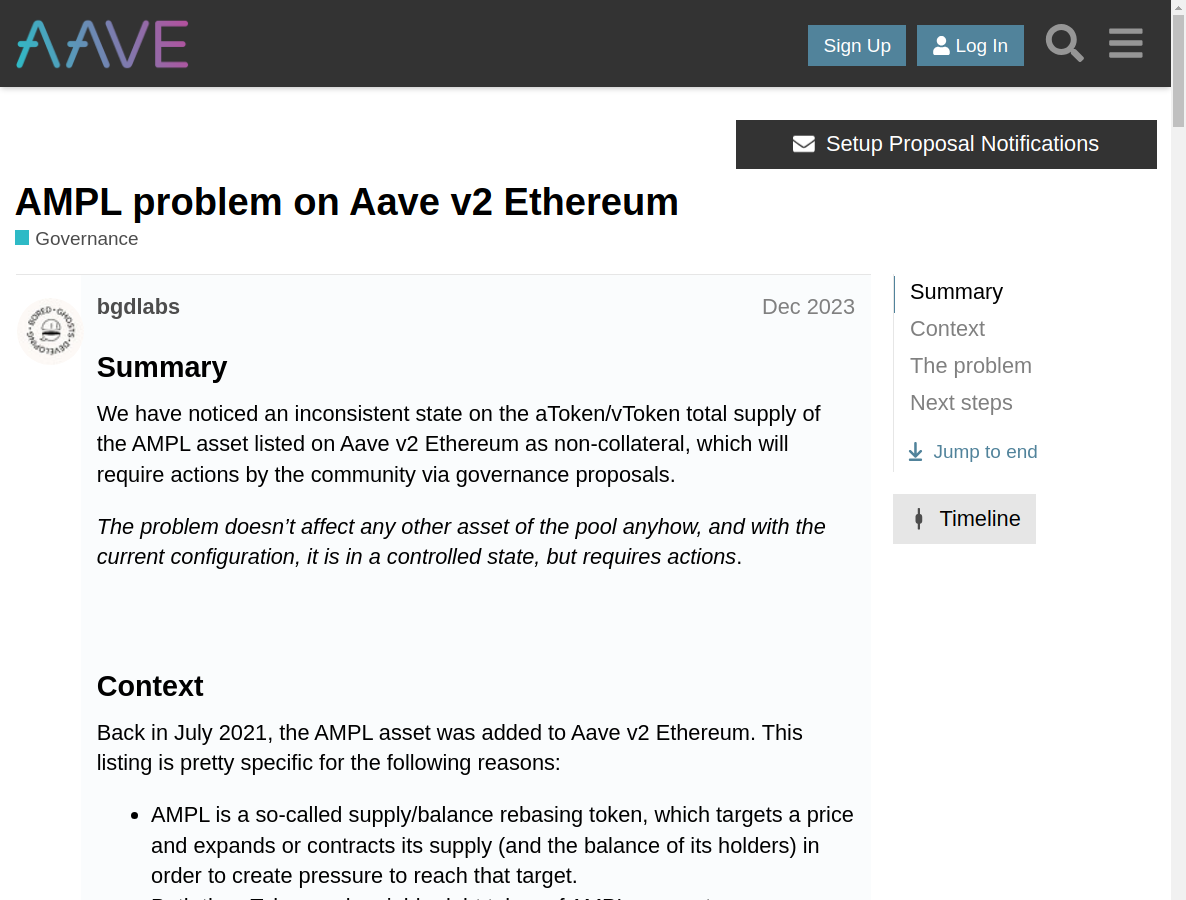 AAVE
Sign Up
Log In
Setup Proposal Notifications
AMPL problem on Aave v2 Ethereum
Governance
BORED · GHOSTS · DEVELOPING
bgdlabs
Dec 2023
Summary
We have noticed an inconsistent state on the aToken/vToken total supply of
the AMPL asset listed on Aave v2 Ethereum as non-collateral, which will
require actions by the community via governance proposals.
The problem doesn’t affect any other asset of the pool anyhow, and with the
current configuration, it is in a controlled state, but requires actions.
Context
Back in July 2021, the AMPL asset was added to Aave v2 Ethereum. This
listing is pretty specific for the following reasons:
• AMPL is a so-called supply/balance rebasing token, which targets a price
and expands or contracts its supply (and the balance of its holders) in
order to create pressure to reach that target.
Summary
Context
The problem
Next steps
Jump to end
Timeline